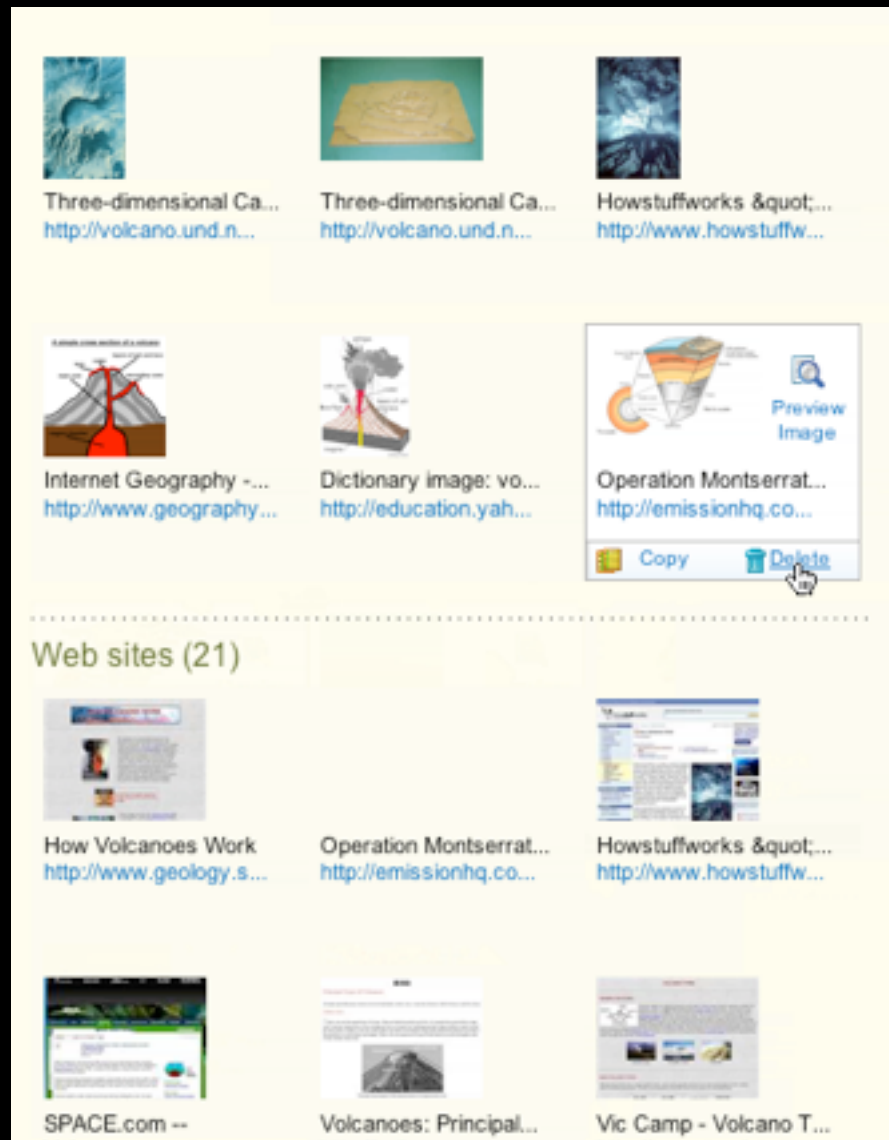 Three-dimensional Ca...
http://volcano.und.n...
Three-dimensional Ca...
http://volcano.und.n...
Howstuffworks &quot;...
http://www.howstuffw...
Internet Geography -...
http://www.geography...
Dictionary image: vo...
http://education.yah...
Preview
Image
Operation Montserrat...
http://emissionhq.co...
Copy
Delete
Web sites (21)
How Volcanoes Work
http://www.geology.s...
Operation Montserrat...
http://emissionhq.co...
Howstuffworks &quot;...
http://www.howstuffw...
SPACE.com --
Volcanoes: Principal...
Vic Camp - Volcano T...